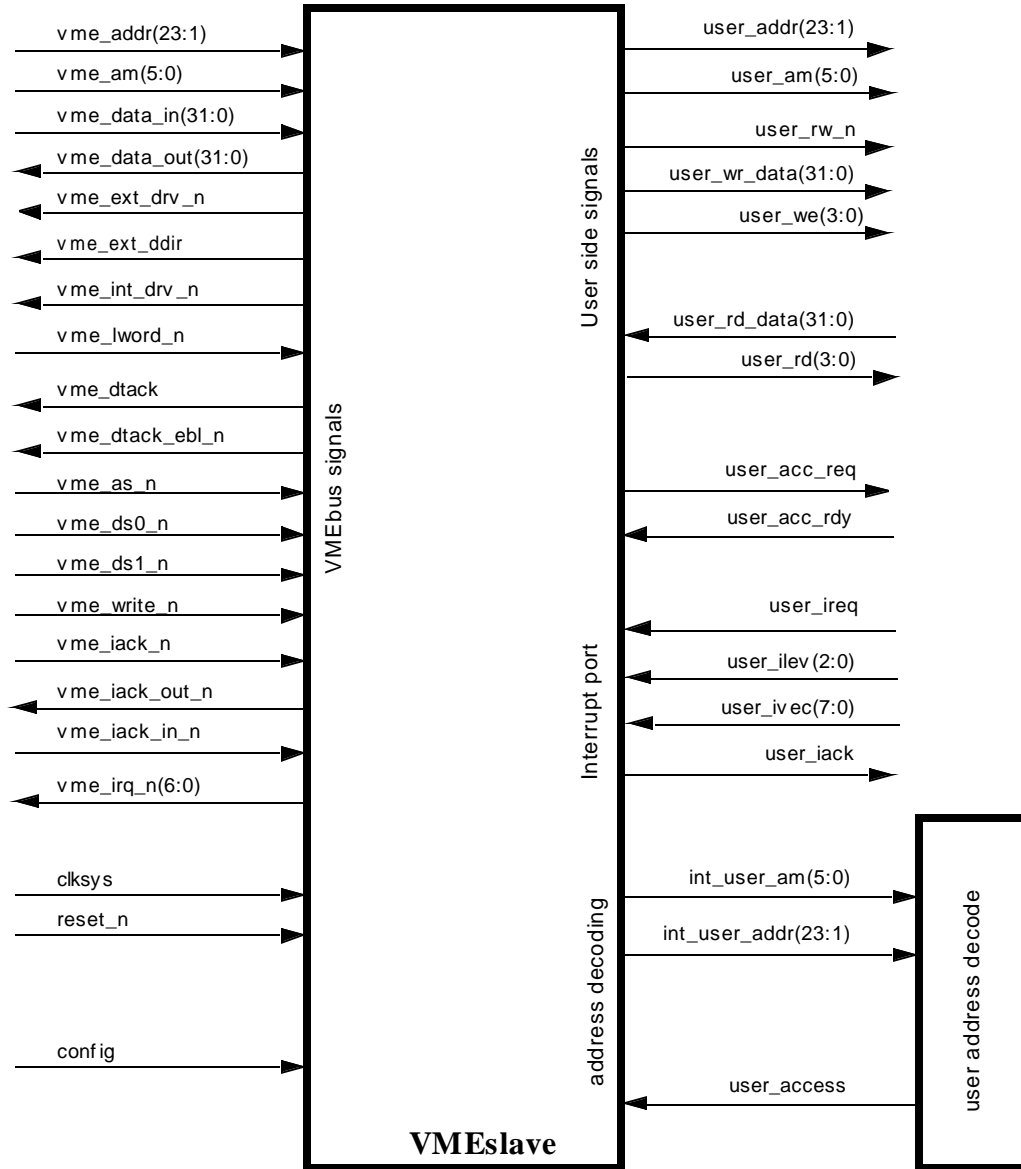 vme_addr(23:1)
vme_am(5:0)
vme_data_in(31:0)
vme_data_out(31:0)
vme_ext_drv_n
vme_ext_ddir
vme_int_drv_n
vme_lword_n
vme_dtack
vme_dtack_ebl_n
vme_as_n
vme_ds0_n
vme_ds1_n
vme_write_n
vme_iack_n
vme_iack_out_n
vme_iack_in_n
vme_irq_n(6:0)
clksys
reset_n
config
VMEbus signals
User side signals
Interrupt port
address decoding
VMEslave
user_addr(23:1)
user_am(5:0)
user_rw_n
user_wr_data(31:0)
user_we(3:0)
user_rd_data(31:0)
user_rd(3:0)
user_acc_req
user_acc_rdy
user_ireq
user_ilev(2:0)
user_ivec(7:0)
user_iack
int_user_am(5:0)
int_user_addr(23:1)
user_access
user address decode